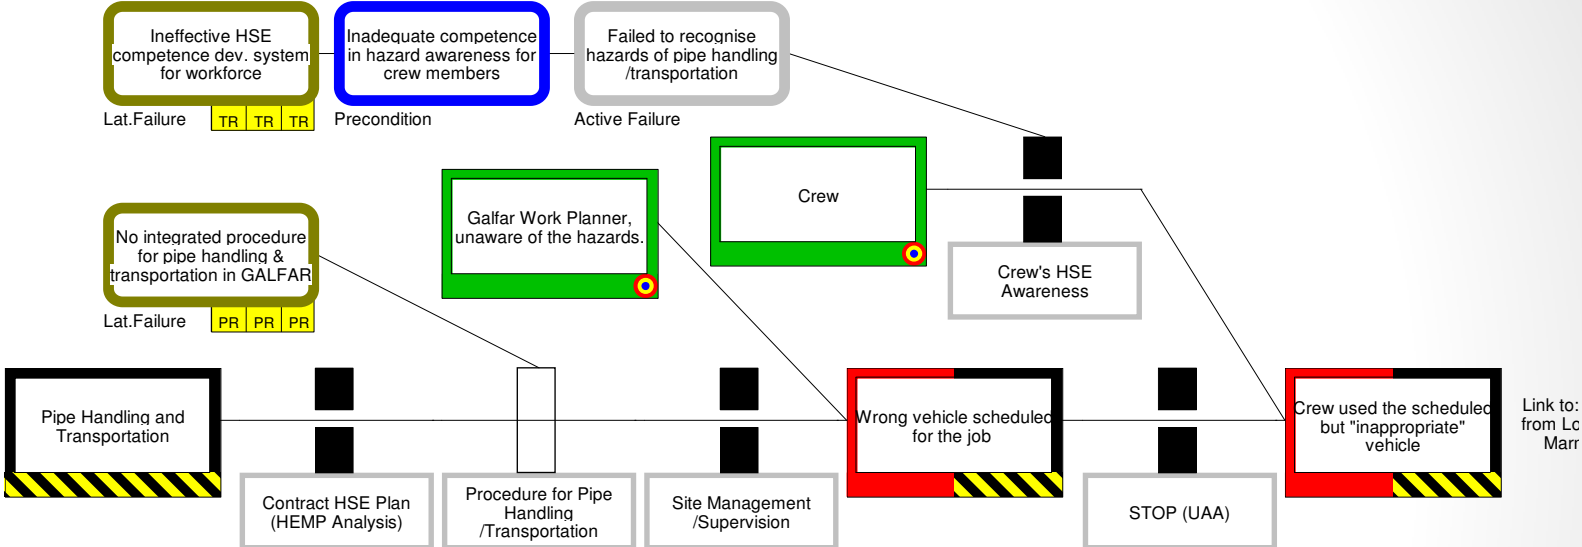 Ineffective HSE
competence dev. system
for workforce
Lat.Failure
TR TR TR
Inadequate competence
in hazard awareness for
crew members
Precondition
Failed to recognise
hazards of pipe handling
/transportation
Active Failure
Galfar Work Planner,
unaware of the hazards.
Crew
Crew's HSE
Awareness
No integrated procedure
for pipe handling &
transportation in GALFAR
Lat.Failure
PR PR PR
Pipe Handling and
Transportation
Contract HSE Plan
(HEMP Analysis)
Procedure for Pipe
Handling
/Transportation
Site Management
/Supervision
Wrong vehicle scheduled
for the job
STOP (UAA)
Crew used the scheduled
but "inappropriate"
vehicle
Link to:
from